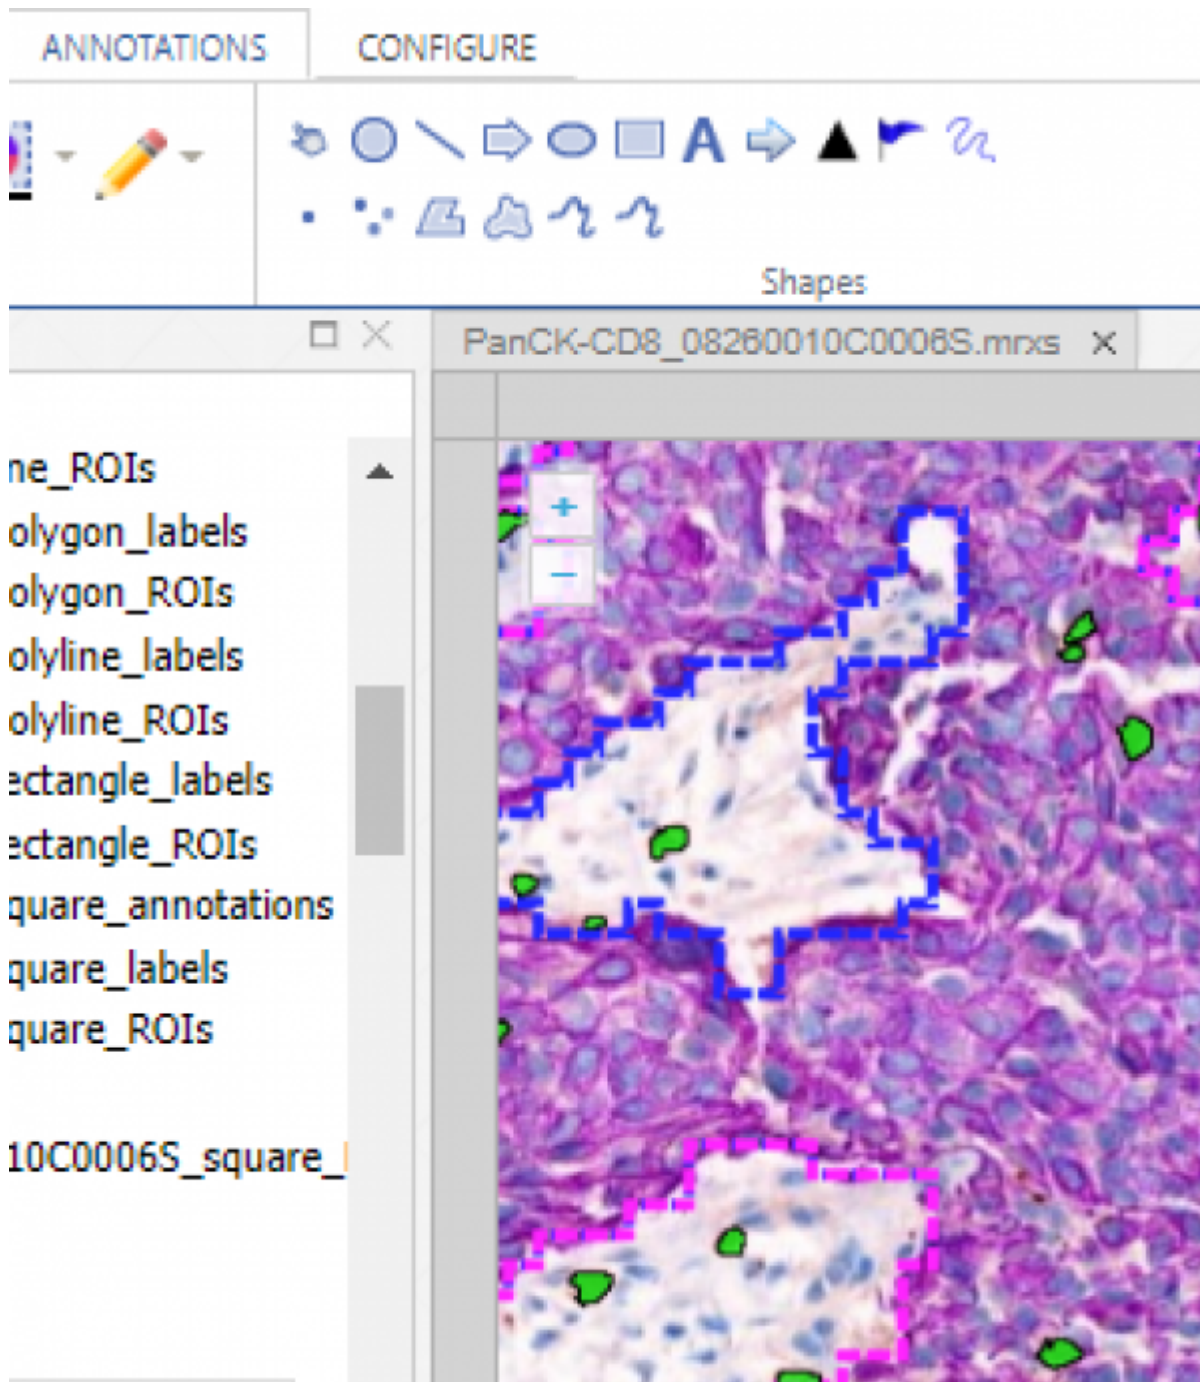 ANNOTATIONS CONFIGURE
A
Shapes
PanCK-CD8_08260010C0006S.mrxs
ne_ROIs
olygon_labels
olygon_ROIs
olyline_labels
olyline_ROIs
ectangle_labels
ectangle_ROIs
quare_annotations
quare_labels
quare_ROIs
10C0006S_square_